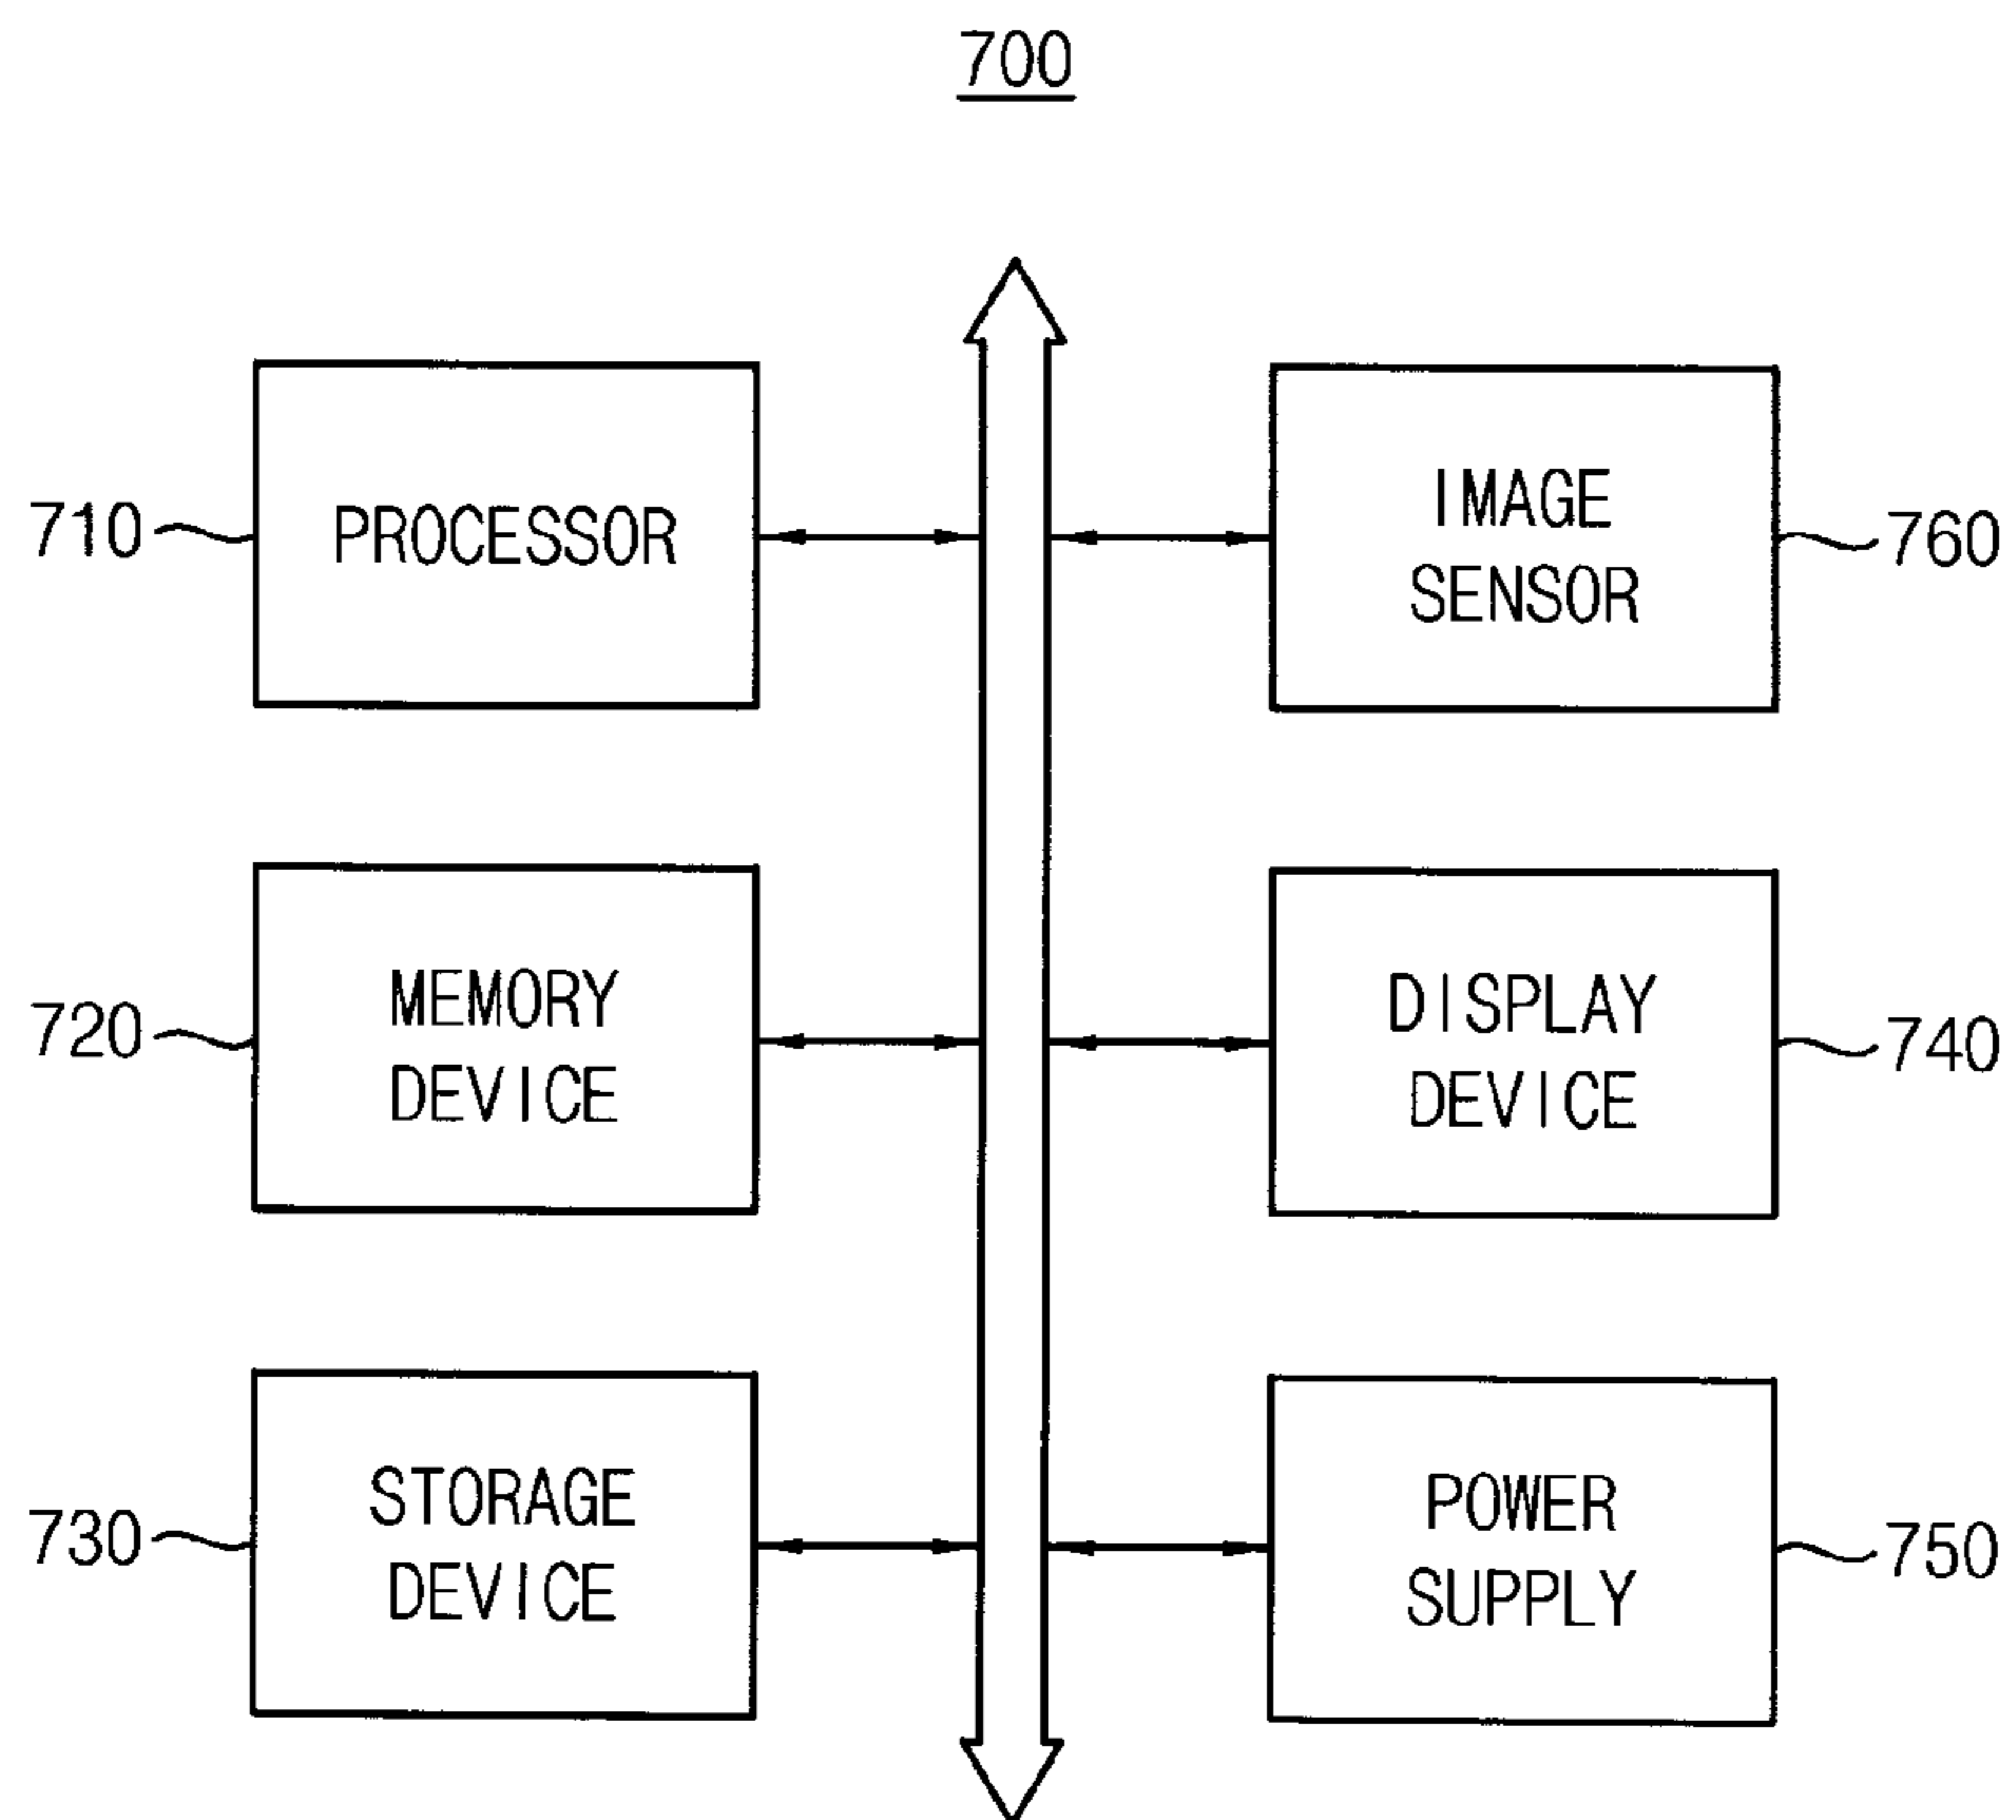 700
710
PROCESSOR
IMAGE
SENSOR
760
720
MEMORY
DEVICE
DISPLAY
DEVICE
740
730
STORAGE
DEVICE
POWER
SUPPLY
750